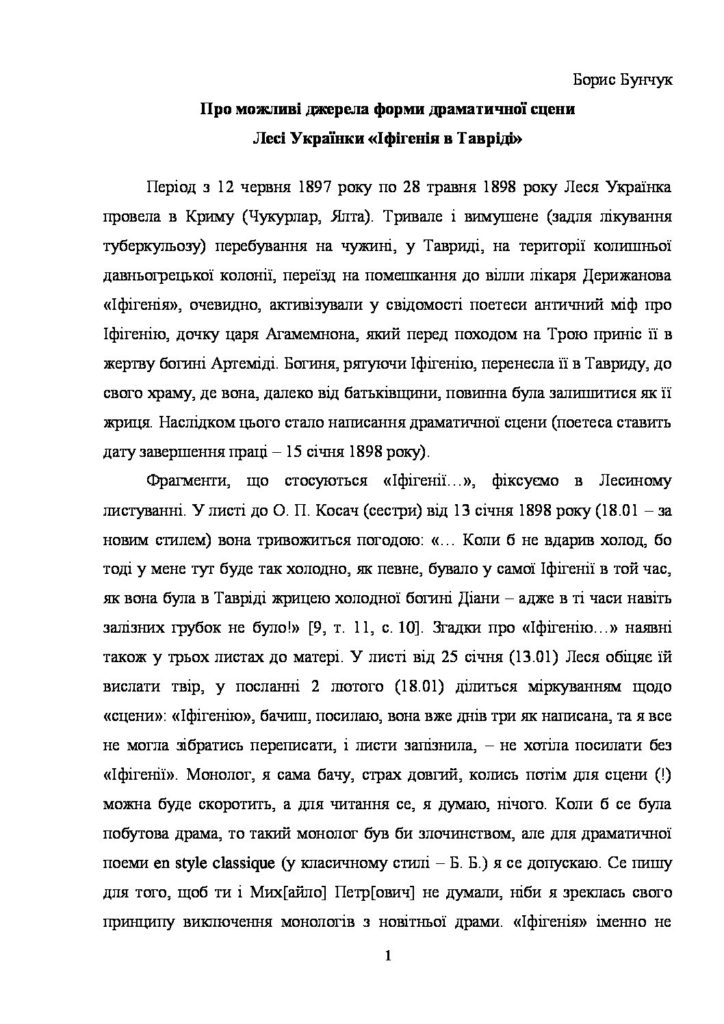 Борис Бунчук
Про можливі джерела форми драматичної сцени
Лесі Українки «Іфігенія в Тавріді»
Період з 12 червня 1897 року по 28 травня 1898 року Леся Українка
провела в Криму (Чукурлар, Ялта). Тривале і вимушене (задля лікування
туберкульозу) перебування на чужині, у Тавриді, на території колишньої
давньогрецької колонії, переїзд на помешкання до вілли лікаря Дерижанова
«Іфігенія», очевидно, активізували у свідомості поетеси античний міф про
Іфігенію, дочку царя Агамемнона, який перед походом на Трою приніс її в
жертву богині Артеміді. Богиня, рятуючи Іфігенію, перенесла її в Тавриду, до
свого храму, де вона, далеко від батьківщини, повинна була залишитися як її
жриця. Наслідком цього стало написання драматичної сцени (поетеса ставить
дату завершення праці – 15 січня 1898 року).
Фрагменти, що стосуються «Іфігенії…», фіксуємо в Лесиному
листуванні. У листі до О. П. Косач (сестри) від 13 січня 1898 року (18.01 – за
новим стилем) вона тривожиться погодою: «… Коли б не вдарив холод, бо
тоді у мене тут буде так холодно, як певне, бувало у самої Іфігенії в той час,
як вона була в Тавріді жрицею холодної богині Діани – адже в ті часи навіть
залізних грубок не було!» [9, т. 11, с. 10]. Згадки про «Іфігенію…» наявні
також у трьох листах до матері. У листі від 25 січня (13.01) Леся обіцяє їй
вислати твір, у посланні 2 лютого (18.01) ділиться міркуванням щодо
«сцени»: «Іфігенію», бачиш, посилаю, вона вже днів три як написана, та я все
не могла зібратись переписати, і листи запізнила, – не хотіла посилати без
«Іфігенії». Монолог, я сама бачу, страх довгий, колись потім для сцени (!)
можна буде скоротить, а для читання се, я думаю, нічого. Коли б се була
побутова драма, то такий монолог був би злочинством, але для драматичної
поеми en style classique (у класичному стилі – Б. Б.) я се допускаю. Се пишу
для того, щоб ти і Мих[айло] Петр[ович] не думали, ніби я зреклась свого
принципу виключення монологів з новітньої драми. «Іфігенія» іменно не
1